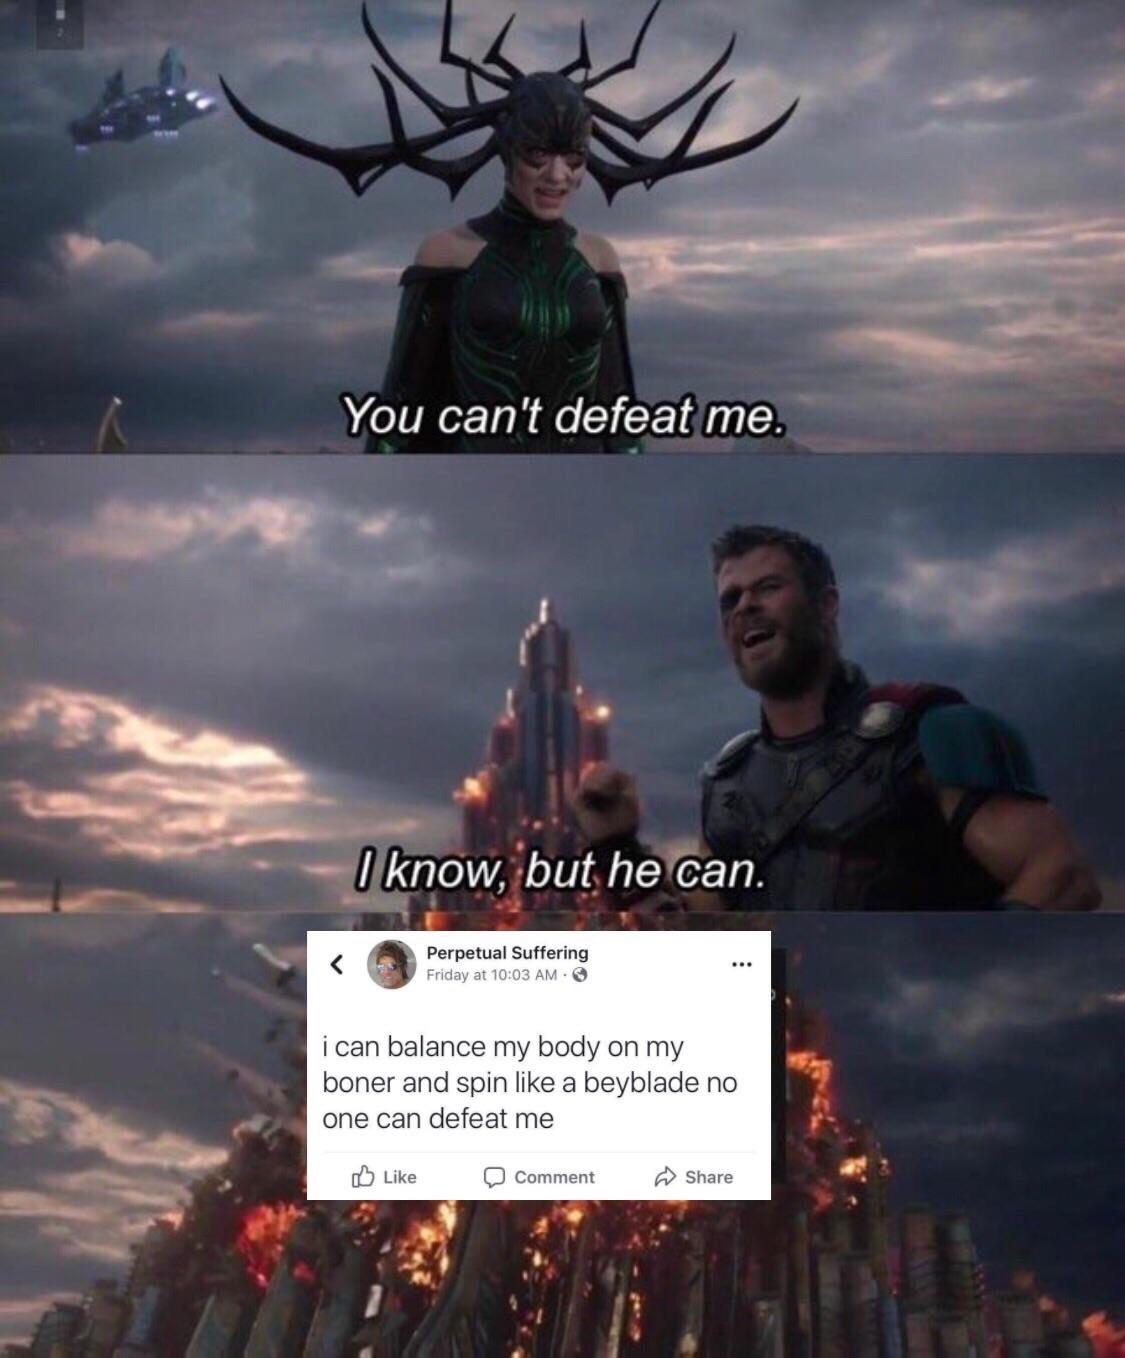 You can't defeat me.
I know, but he can.
Perpetual Suffering
Friday at 10:03 AM ·
i can balance my body on my
boner and spin like a beyblade no
one can defeat me
Like Comment Share